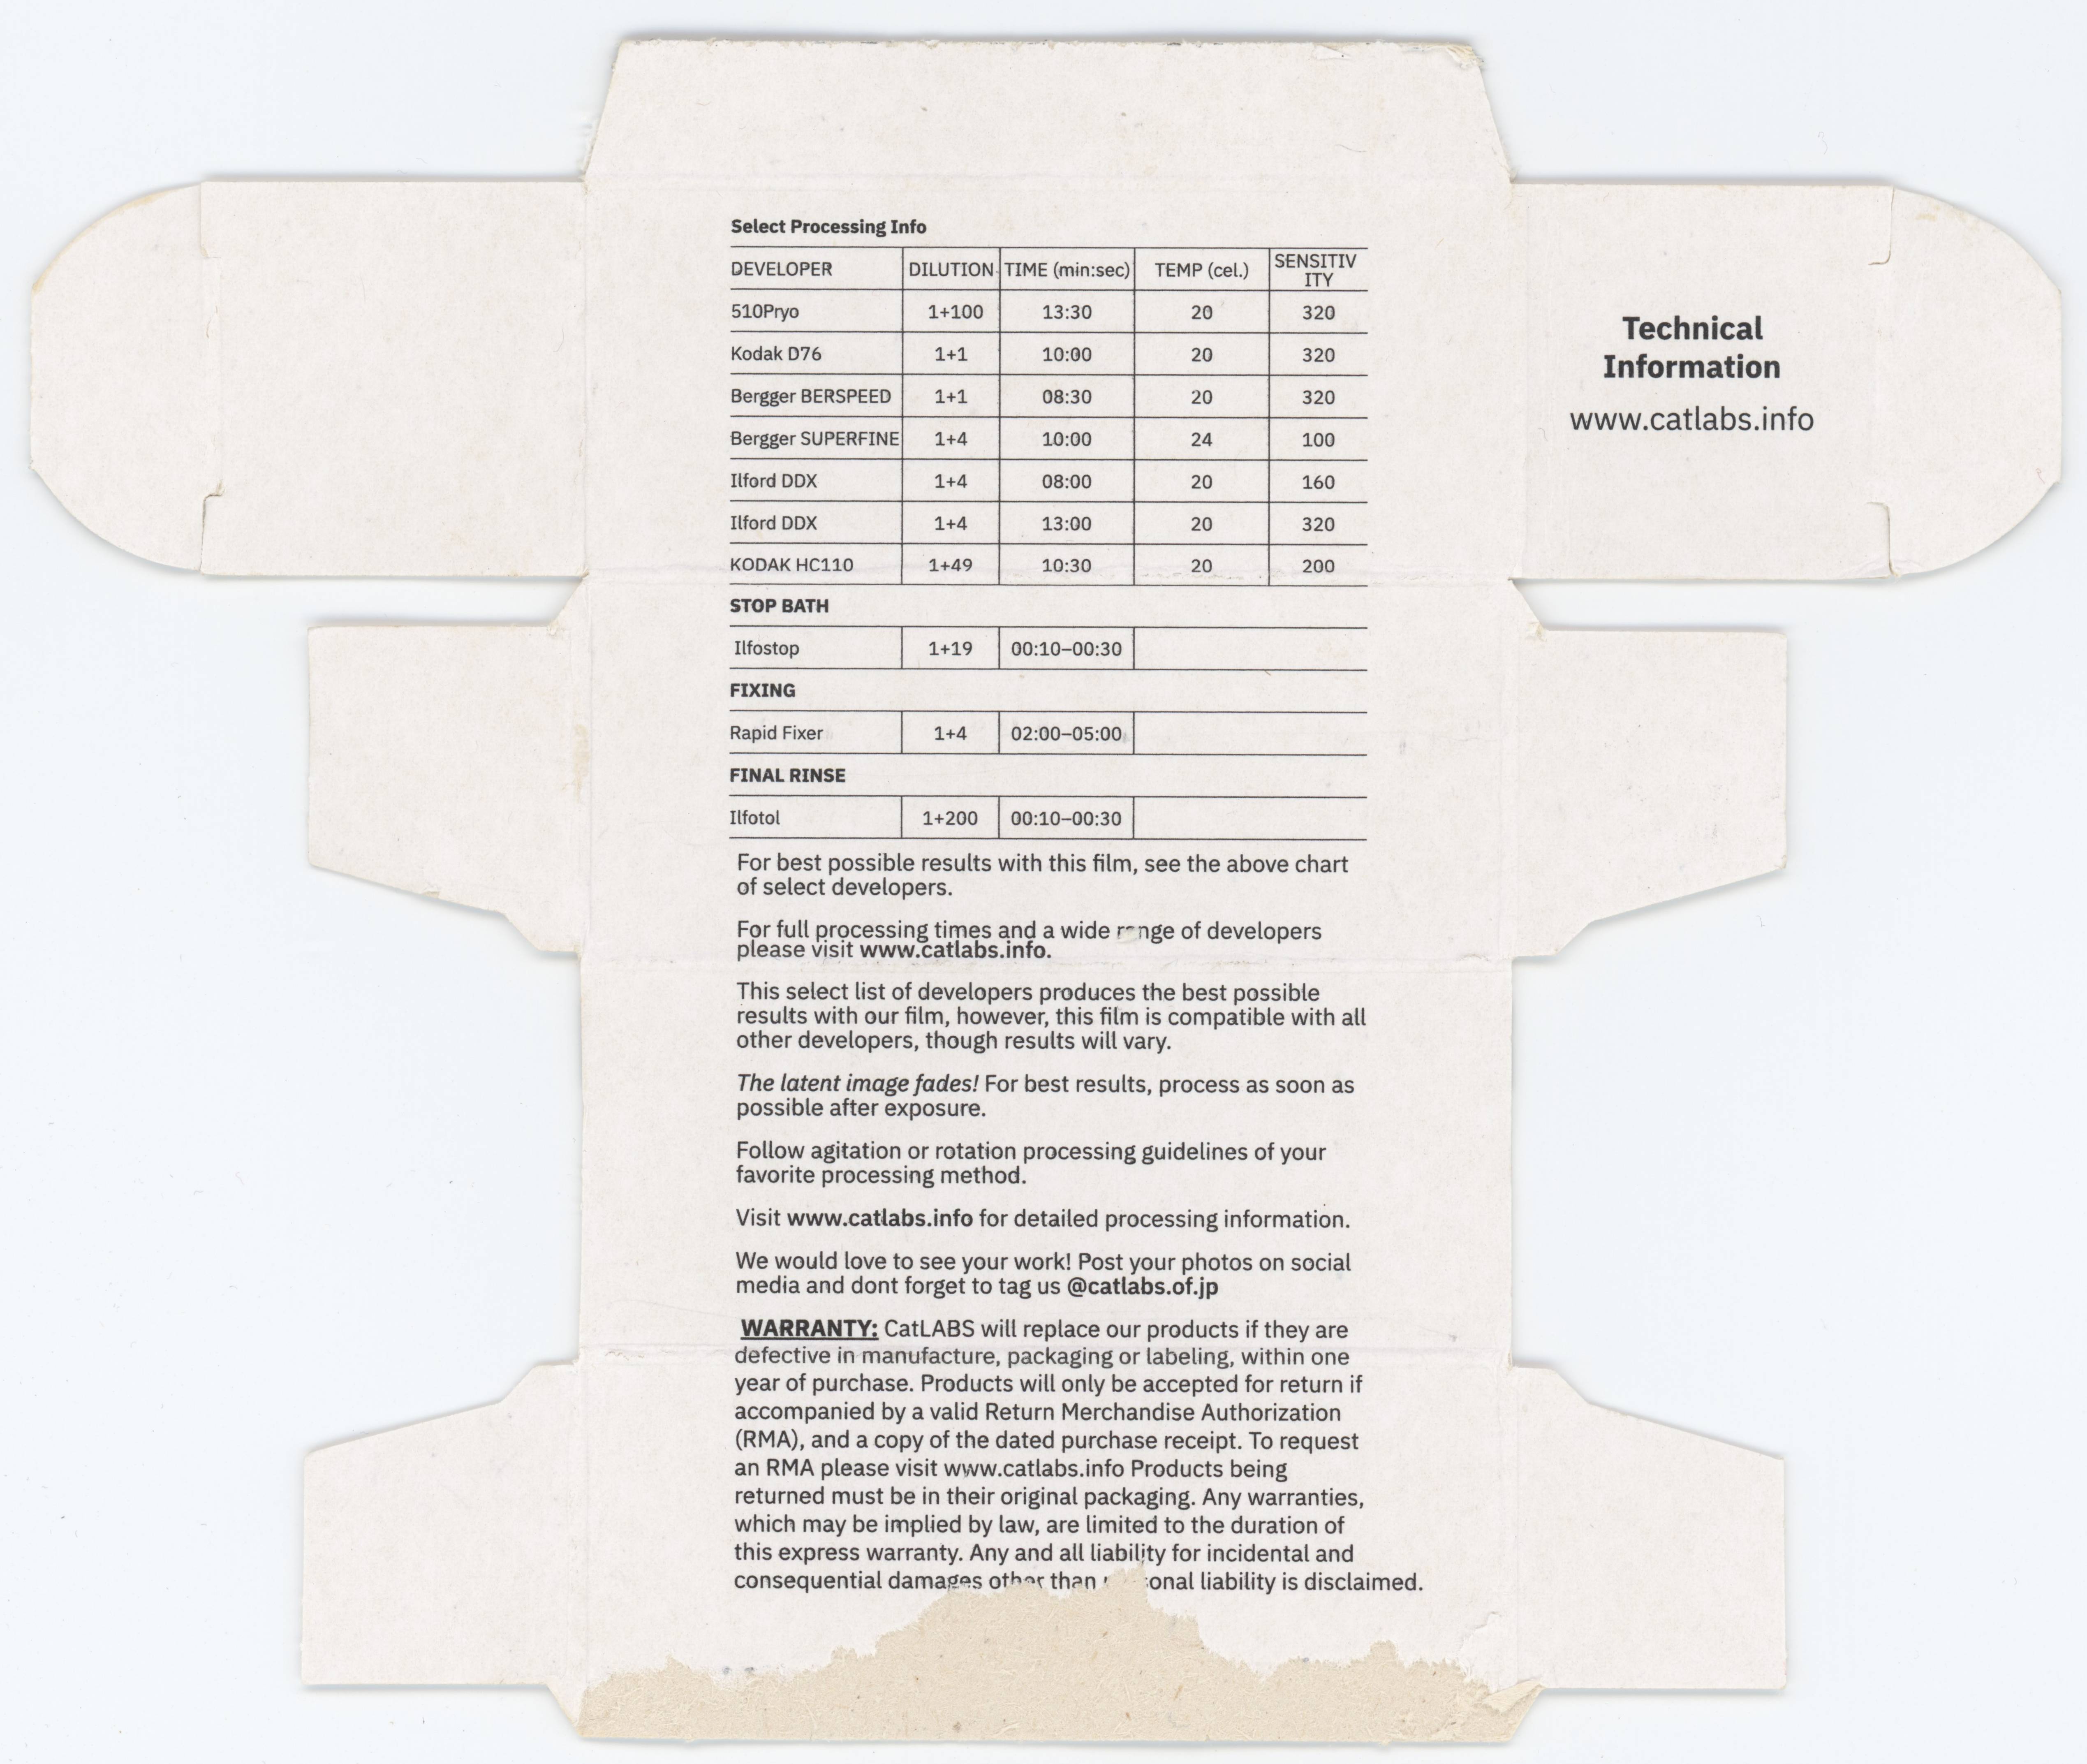 Select Processing Info
DEVELOPER DILUTION TIME (min:sec) TEMP (cel.) SENSITIV
ITY
510Pryo 1+100 13:30 20 320
Kodak D76 1+1 10:00 20 320
Bergger BERSPEED 1+1 08:30 20 320
Bergger SUPERFINE 1+4 10:00 24 100
Ilford DDX 1+4 08:00 20 160
Ilford DDX 1+4 13:00 20 320
KODAK HC110 1+49 10:30 20 200
STOP BATH
Ilfostop 1+19 00:10–00:30
FIXING
Rapid Fixer 1+4 02:00–05:00
FINAL RINSE
Ilfotol 1+200 00:10–00:30
For best possible results with this film, see the above chart
of select developers.
For full processing times and a wide range of developers
please visit www.catlabs.info.
This select list of developers produces the best possible
results with our film, however, this film is compatible with all
other developers, though results will vary.
The latent image fades! For best results, process as soon as
possible after exposure.
Follow agitation or rotation processing guidelines of your
favorite processing method.
Visit www.catlabs.info for detailed processing information.
We would love to see your work! Post your photos on social
media and dont forget to tag us @catlabs.of.jp
WARRANTY: CatLABS will replace our products if they are
defective in manufacture, packaging or labeling, within one
year of purchase. Products will only be accepted for return if
accompanied by a valid Return Merchandise Authorization
(RMA), and a copy of the dated purchase receipt. To request
an RMA please visit www.catlabs.info Products being
returned must be in their original packaging. Any warranties,
which may be implied by law, are limited to the duration of
this express warranty. Any and all liability for incidental and
consequential damages other than liability is disclaimed.
Technical
Information
www.catlabs.info